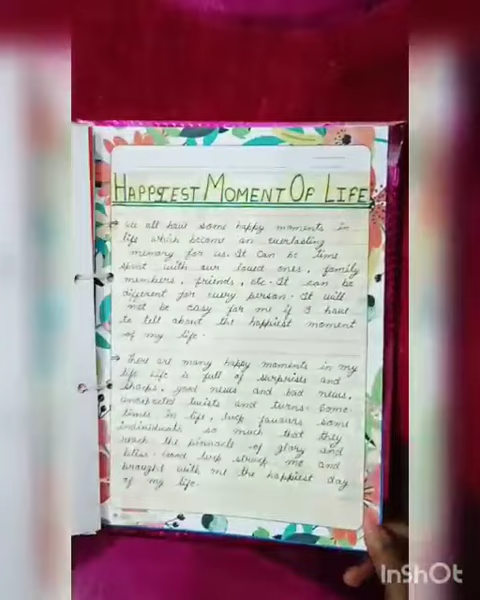 HAPPIEST MOMENT OF LIFE
→ We all have some happy moments in
life which become an everlasting
memory for us. It can be time
spent with our loved ones, family
members, friends, etc. It can be
different for every person. It will
not be easy for me if I have
to tell about the happiest moment
of my life.
→ There are many happy moments in my
life. Life is full of surprises and
shocks, good news and bad news,
unexpected twists and turns. Some
times in life, luck favours some
individuals so much that they
reach the pinnacle of glory and
bliss. Good luck struck me and
brought with me the happiest day
of my life.
InShOt